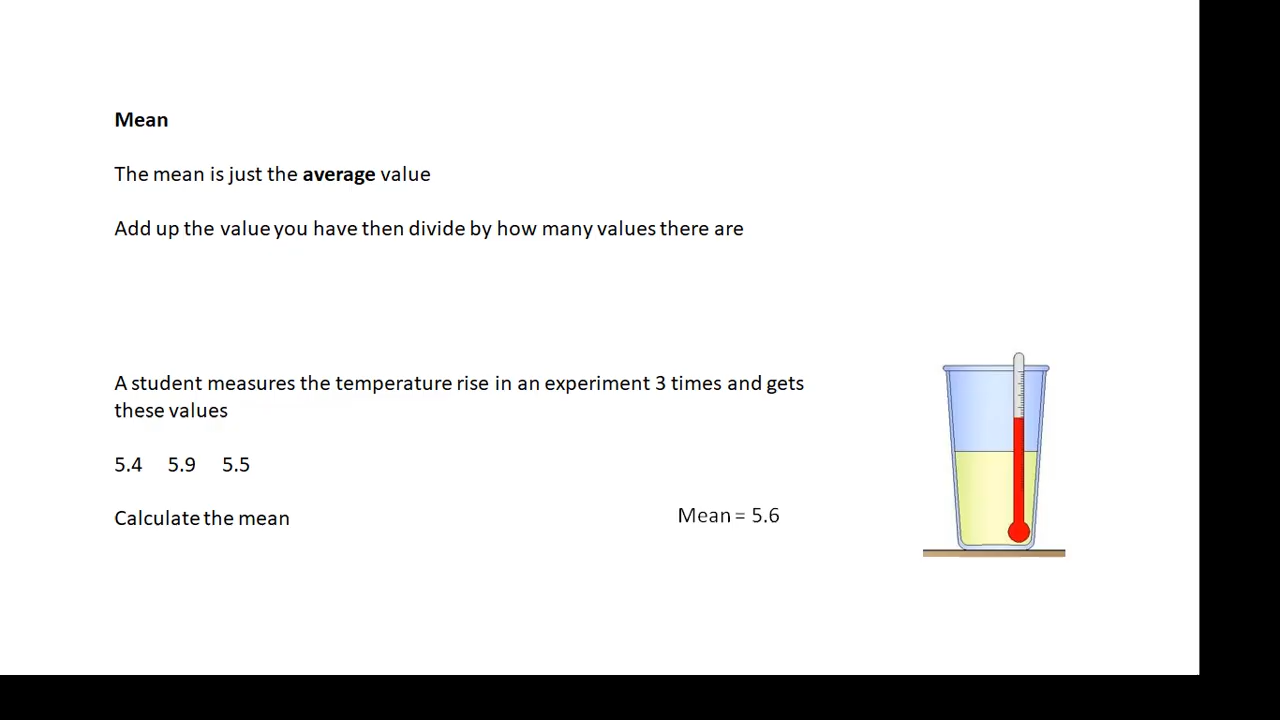 Mean
The mean is just the average value
Add up the value you have then divide by how many values there are
A student measures the temperature rise in an experiment 3 times and gets
these values
5.4 5.9 5.5
Calculate the mean
Mean = 5.6